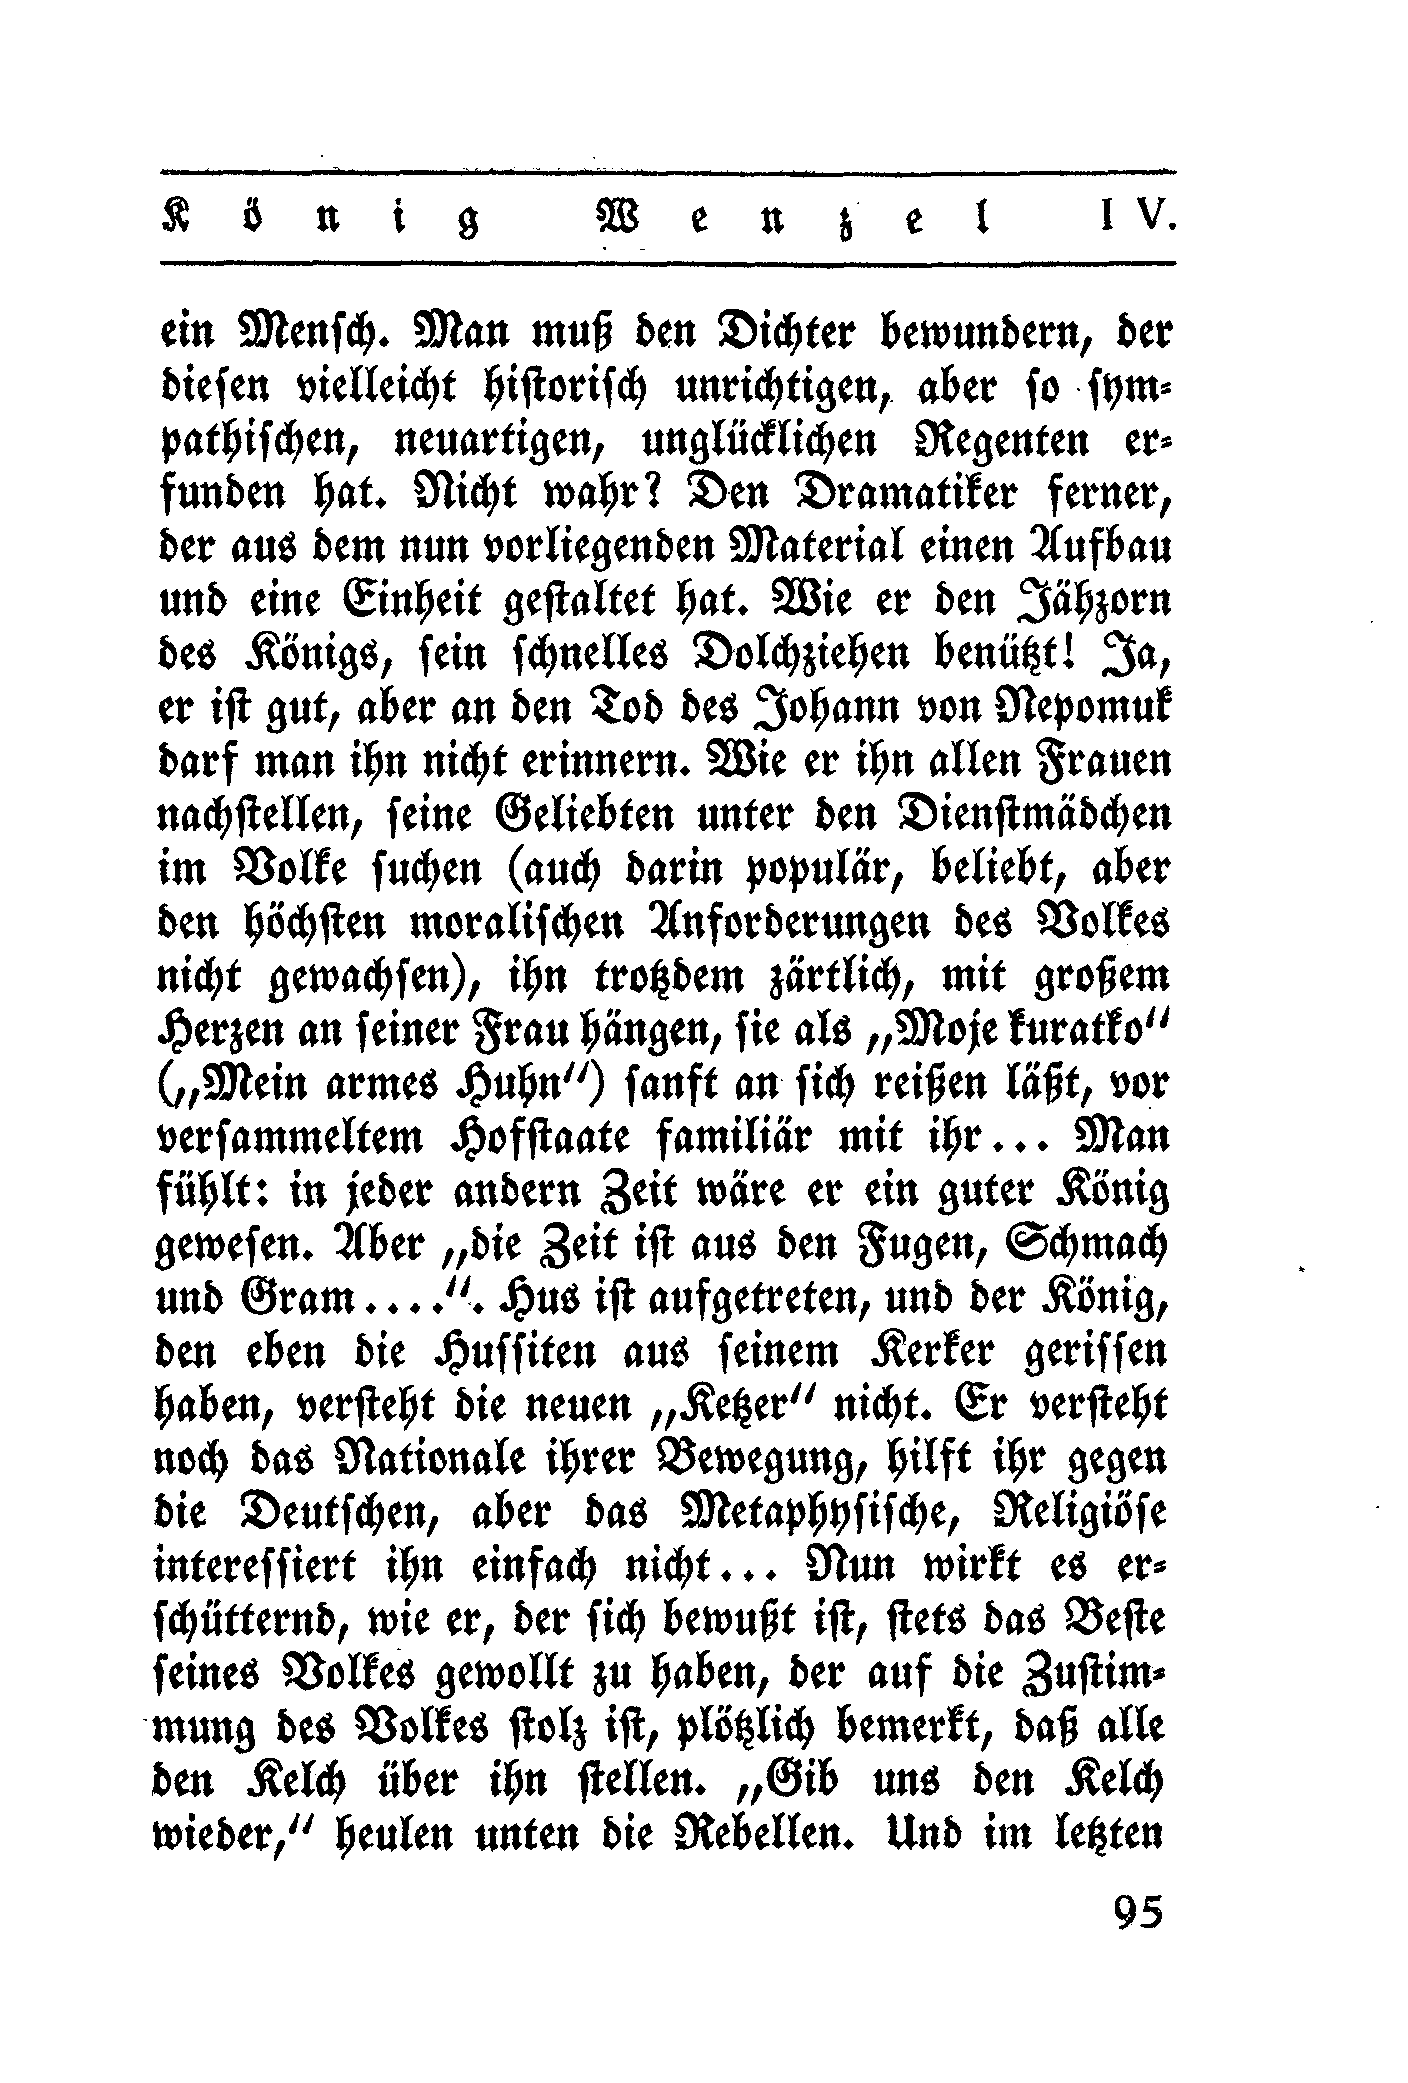 König Wenzel IV.
ein Mensch. Man muß den Dichter bewundern, der
diesen vielleicht historisch unrichtigen, aber so sym-
pathischen, neuartigen, unglücklichen Regenten er-
funden hat. Nicht wahr? Den Dramatiker ferner,
der aus dem nun vorliegenden Material einen Aufbau
und eine Einheit gestaltet hat. Wie er den Jähzorn
des Königs, sein schnelles Dolchziehen benützt! Ja,
er ist gut, aber an den Tod des Johann von Nepomuk
darf man ihn nicht erinnern. Wie er ihn allen Frauen
nachstellen, seine Geliebten unter den Dienstmädchen
im Volke suchen (auch darin populär, beliebt, aber
den höchsten moralischen Anforderungen des Volkes
nicht gewachsen), ihn trotzdem zärtlich, mit großem
Herzen an seiner Frau hängen, sie als „Moje kuratko“
(„Mein armes Huhn“) sanft an sich reißen läßt, vor
versammeltem Hofstaate familiär mit ihr... Man
fühlt: in jeder andern Zeit wäre er ein guter König
gewesen. Aber „die Zeit ist aus den Fugen, Schmach
und Gram....“. Hus ist aufgetreten, und der König,
den eben die Hussiten aus seinem Kerker gerissen
haben, versteht die neuen „Ketzer“ nicht. Er versteht
noch das Nationale ihrer Bewegung, hilft ihr gegen
die Deutschen, aber das Metaphysische, Religiöse
interessiert ihn einfach nicht... Nun wirkt es er-
schütternd, wie er, der sich bewußt ist, stets das Beste
seines Volkes gewollt zu haben, der auf die Zustim-
mung des Volkes stolz ist, plötzlich bemerkt, daß alle
den Kelch über ihn stellen. „Gib uns den Kelch
wieder,“ heulen unten die Rebellen. Und im letzten
95